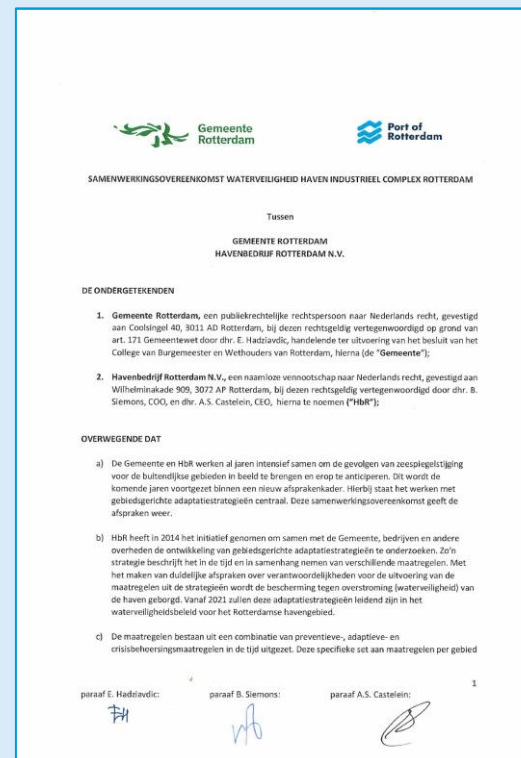 Gemeente
Rotterdam
Port of
Rotterdam
SAMENWERKINGSOVEREENKOMST WATERVEILIGHEID HAVEN INDUSTRIEEL COMPLEX ROTTERDAM
Tussen
GEMEENTE ROTTERDAM
HAVENBEDRIJF ROTTERDAM N.V.
DE ONDERGETEKENDEN
1. Gemeente Rotterdam, een publiekrechtelijke rechtspersoon naar Nederlands recht, gevestigd
aan Coolsingel 40, 3011 AD Rotterdam, bij dezen rechtsgeldig vertegenwoordigd op grond van
art. 171 Gemeentewet door dhr. E. Hadziavdic, handelende ter uitvoering van het besluit van het
College van Burgemeester en Wethouders van Rotterdam, hierna (de "Gemeente");
2. Havenbedrijf Rotterdam N.V., een naamloze vennootschap naar Nederlands recht, gevestigd aan
Wilhelminakade 909, 3072 AP Rotterdam, bij dezen rechtsgeldig vertegenwoordigd door dhr. B.
Siemons, COO, en dhr. A.S. Castelein, CEO, hierna te noemen ("HbR");
OVERWEGENDE DAT
a) De Gemeente en HbR werken al jaren intensief samen om de gevolgen van zeespiegelstijging
voor de buitendijkse gebieden in beeld te brengen en erop te anticiperen. Dit wordt de
komende jaren voortgezet binnen een nieuw afsprakenkader. Hierbij staat het werken met
gebiedsgerichte adaptatiestrategieën centraal. Deze samenwerkingsovereenkomst geeft de
afspraken weer.
b) HbR heeft in 2014 het initiatief genomen om samen met de Gemeente, bedrijven en andere
overheden de ontwikkeling van gebiedsgerichte adaptatiestrategieën te onderzoeken. Zo'n
strategie beschrijft het in de tijd en in samenhang nemen van verschillende maatregelen. Met
het maken van duidelijke afspraken over verantwoordelijkheden voor de uitvoering van de
maatregelen uit de strategieën wordt de bescherming tegen overstroming (waterveiligheid) van
de haven geborgd. Vanaf 2021 zullen deze adaptatiestrategieën leidend zijn in het
waterveiligheidsbeleid voor het Rotterdamse havengebied.
c) De maatregelen bestaan uit een combinatie van preventieve-, adaptieve- en
crisisbeheersingsmaatregelen in de tijd uitgezet. Deze specifieke set aan maatregelen per gebied
1
paraaf E. Hadziavdic: paraaf B. Siemons: paraaf A.S. Castelein: